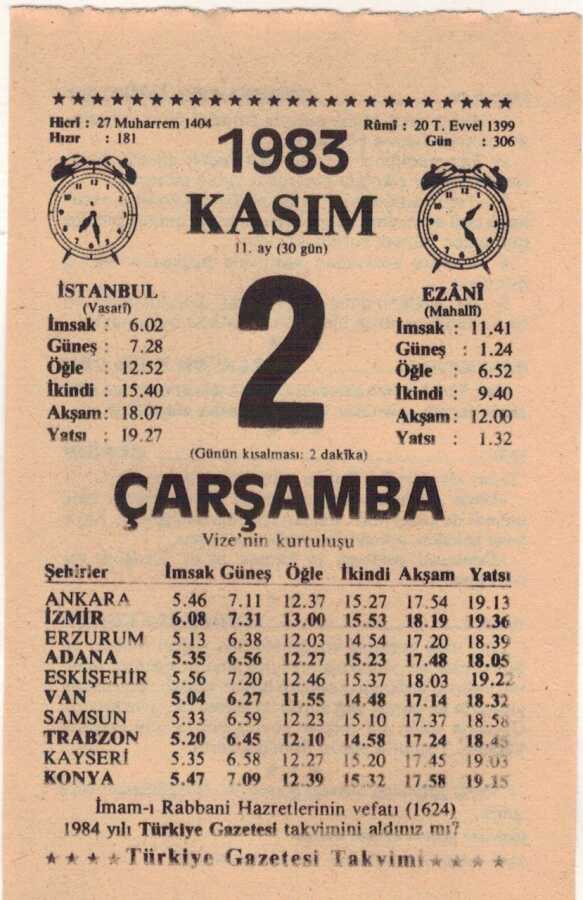 ★★★★★★★★★★★★★★★★★★★★★★★★
Hicrî : 27 Muharrem 1404
Hızır : 181
Rûmî : 20 T. Evvel 1399
Gün : 306
1983
KASIM
11. ay (30 gün)
2
İSTANBUL
(Vasatî)
İmsak : 6.02
Güneş : 7.28
Öğle : 12.52
İkindi : 15.40
Akşam: 18.07
Yatsı : 19.27
EZÂNÎ
(Mahallî)
İmsak : 11.41
Güneş : 1.24
Öğle : 6.52
İkindi : 9.40
Akşam: 12.00
Yatsı : 1.32
(Günün kısalması: 2 dakîka)
ÇARŞAMBA
Vize'nin kurtuluşu
Şehirler İmsak Güneş Öğle İkindi Akşam Yatsı
ANKARA 5.46 7.11 12.37 15.27 17.54 19.13
İZMİR 6.08 7.31 13.00 15.53 18.19 19.36
ERZURUM 5.13 6.38 12.03 14.54 17.20 18.39
ADANA 5.35 6.56 12.27 15.23 17.48 18.05
ESKİŞEHİR 5.56 7.20 12.46 15.37 18.03 19.22
VAN 5.04 6.27 11.55 14.48 17.14 18.32
SAMSUN 5.33 6.59 12.23 15.10 17.37 18.58
TRABZON 5.20 6.45 12.10 14.58 17.24 18.45
KAYSERİ 5.35 6.58 12.27 15.20 17.45 19.03
KONYA 5.47 7.09 12.39 15.32 17.58 19.15
İmam-ı Rabbani Hazretlerinin vefatı (1624)
1984 yılı Türkiye Gazetesi takvimini aldınız mı?
★★★★Türkiye Gazetesi Takvimi★★★★